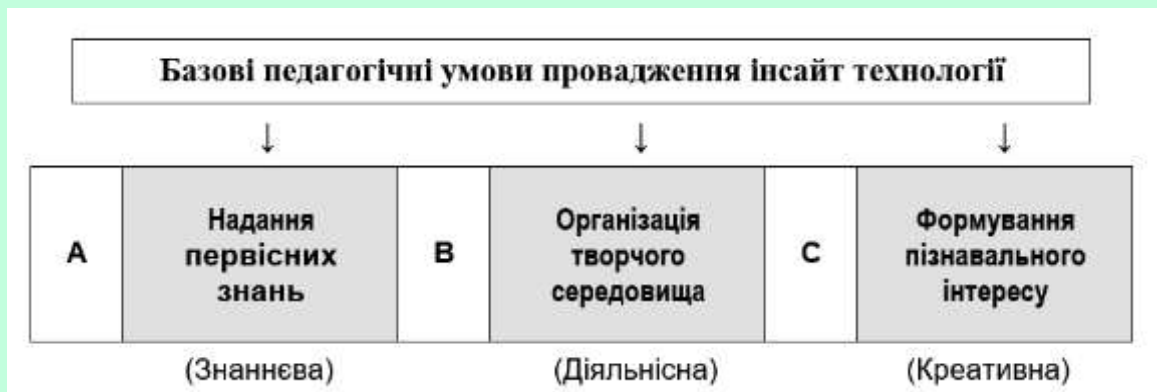 Базові педагогічні умови провадження інсайт технології
↓ ↓ ↓
A
Надання
первісних
знань
B
Організація
творчого
середовища
C
Формування
пізнавального
інтересу
(Знаннєва)
(Діяльнісна)
(Креативна)